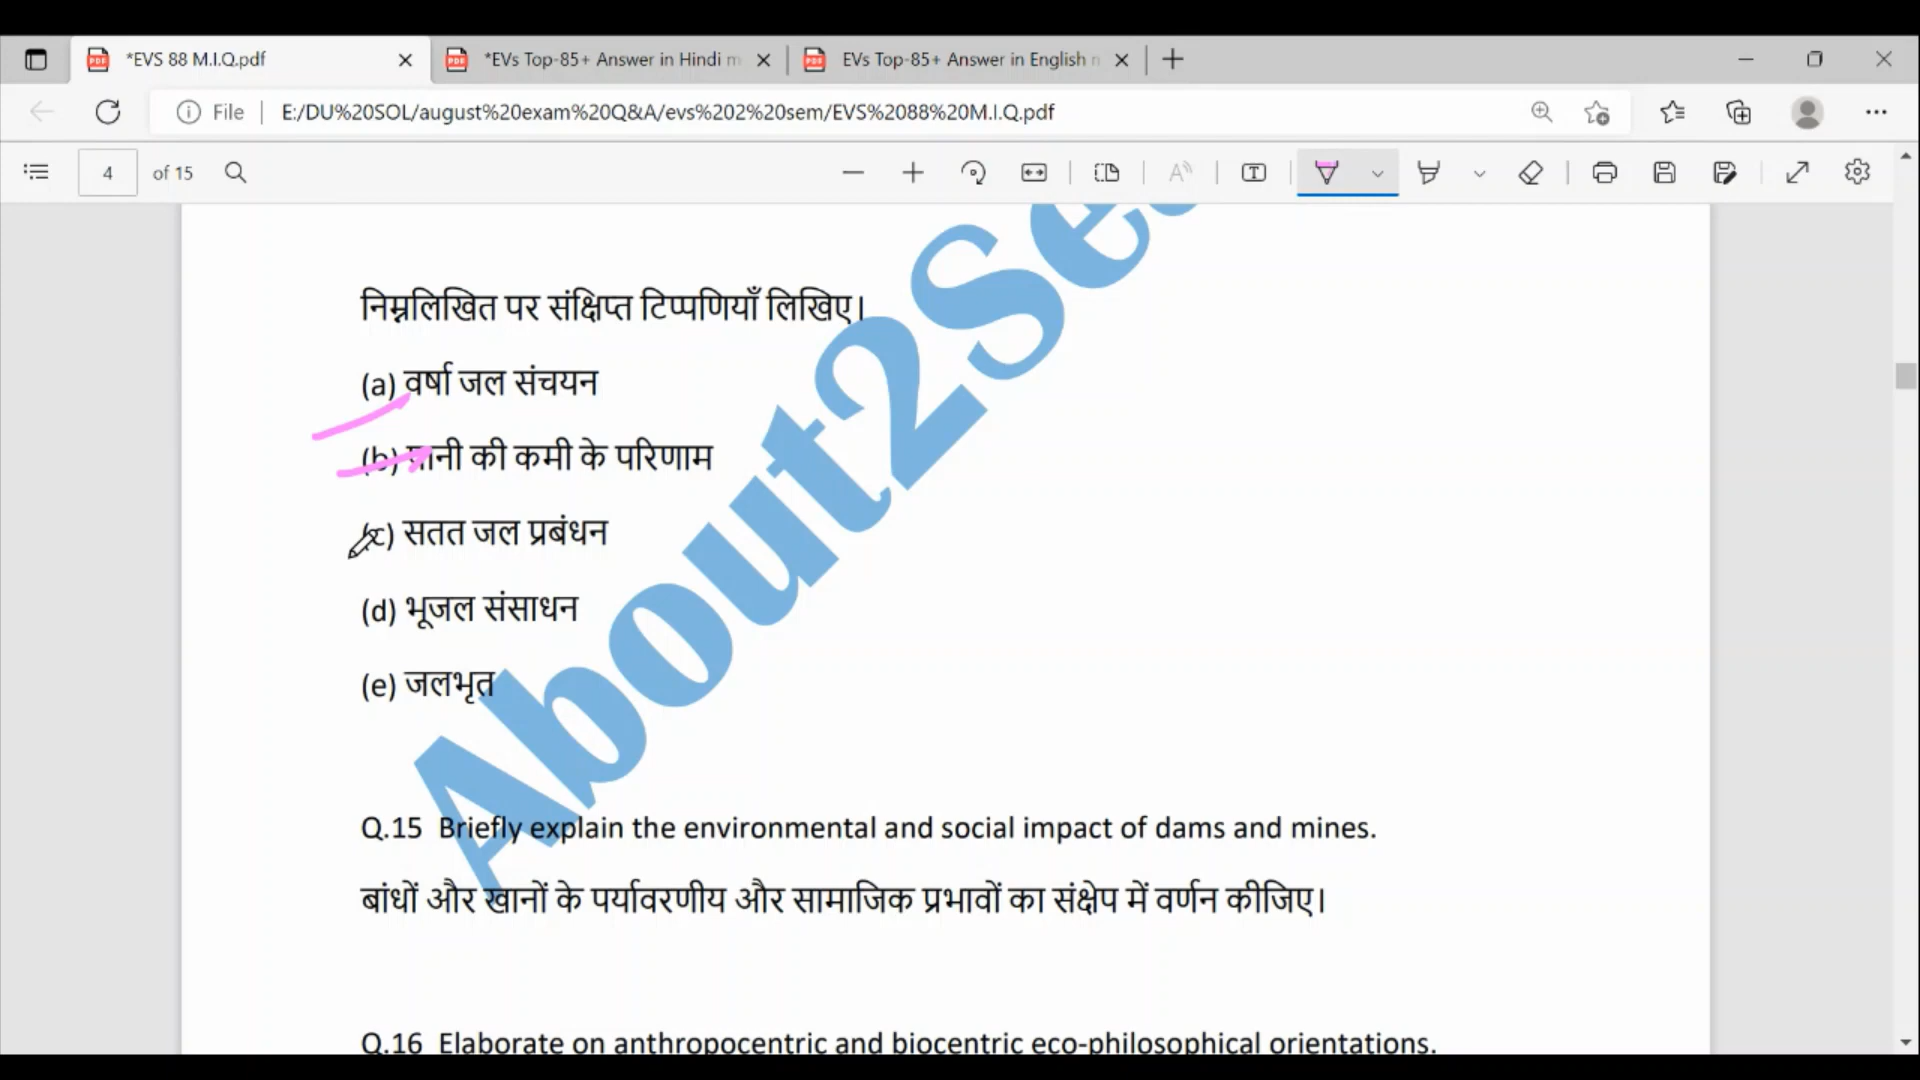 *EVS 88 M.I.Q.pdf
*EVs Top-85+ Answer in Hindi m
EVs Top-85+ Answer in English n
File
E:/DU%20SOL/august%20exam%20Q&A/evs%202%20sem/EVS%2088%20M.I.Q.pdf
4 of 15
निम्नलिखित पर संक्षिप्त टिप्पणियाँ लिखिए।
(a) वर्षा जल संचयन
(b) पानी की कमी के परिणाम
(c) सतत जल प्रबंधन
(d) भूजल संसाधन
(e) जलभृत
About2Se
Q.15 Briefly explain the environmental and social impact of dams and mines.
बांधों और खानों के पर्यावरणीय और सामाजिक प्रभावों का संक्षेप में वर्णन कीजिए।
Q.16 Elaborate on anthropocentric and biocentric eco-philosophical orientations.